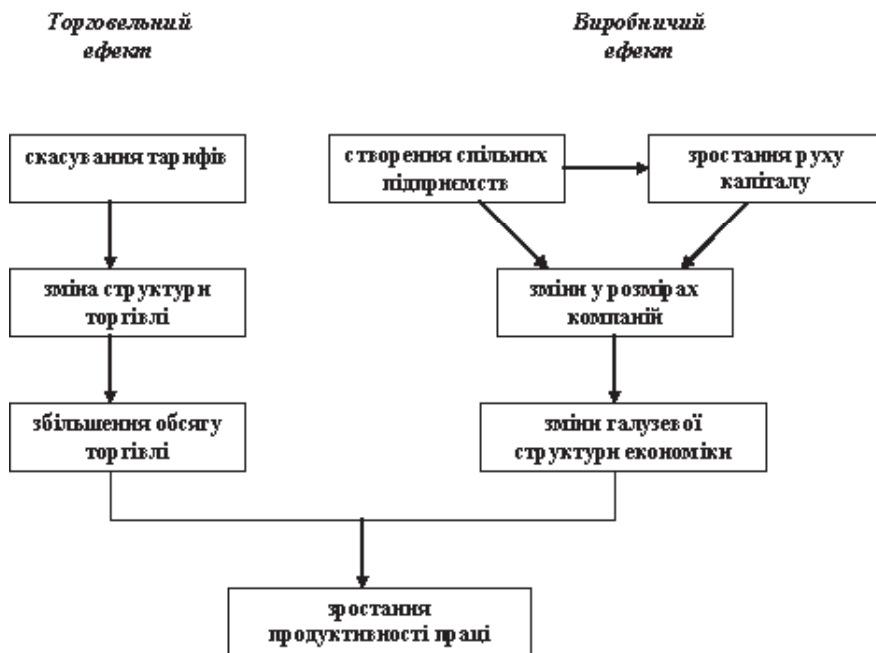 Торговельний
ефект
Виробничий
ефект
скасування тарифів
створення спільних
підприємств
зростання руху
капіталу
зміна структури
торгівлі
зміни у розмірах
компаній
збільшення обсягу
торгівлі
зміни галузевої
структури економіки
зростання
продуктивності праці